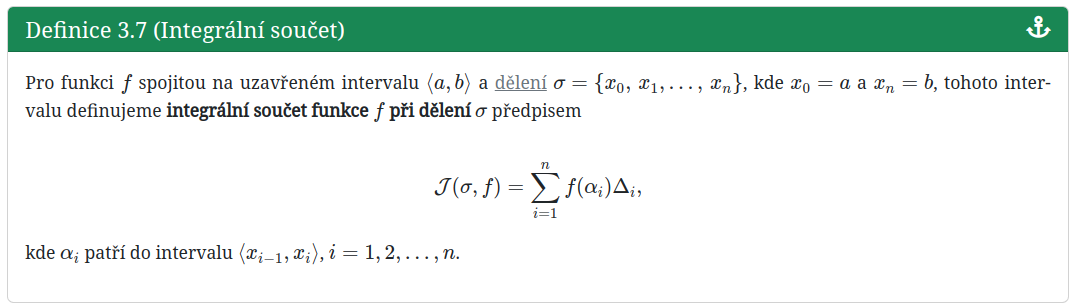 Definice 3.7 (Integrální součet)
Pro funkci f spojitou na uzavřeném intervalu ⟨a, b⟩ a dělení σ = {x₀, x₁, …, xₙ}, kde x₀ = a a xₙ = b, tohoto inter-
valu definujeme integrální součet funkce f při dělení σ předpisem
𝒥(σ, f) = ∑ᵢ₌₁ⁿ f(αᵢ)Δᵢ,
kde αᵢ patří do intervalu ⟨xᵢ₋₁, xᵢ⟩, i = 1, 2, …, n.